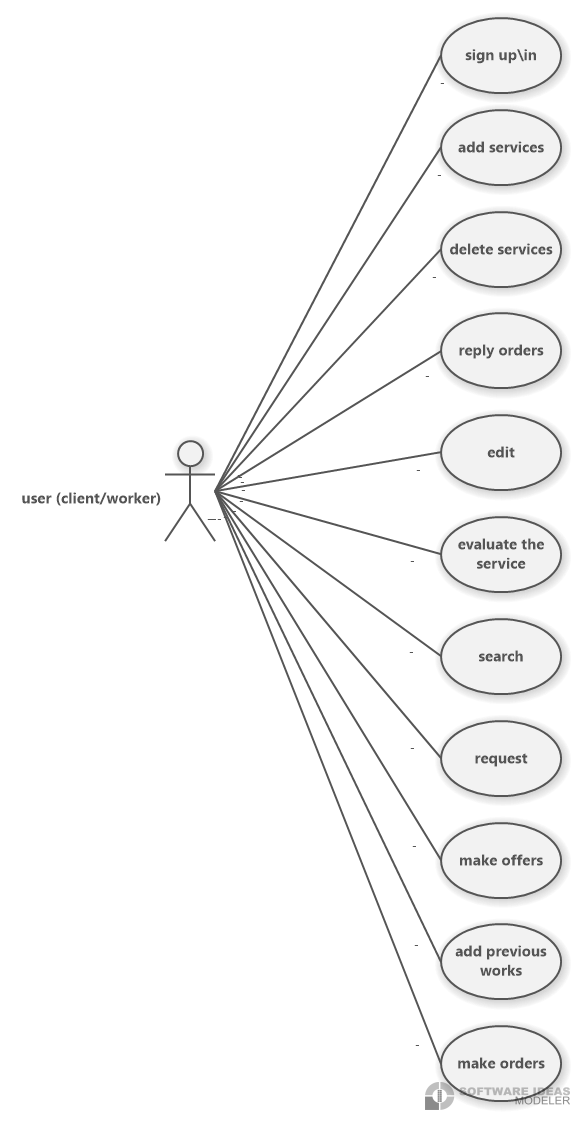 sign up\in
add services
delete services
reply orders
edit
user (client/worker)
evaluate the
service
search
request
make offers
add previous
works
make orders
SOFTWARE IDEAS
MODELER